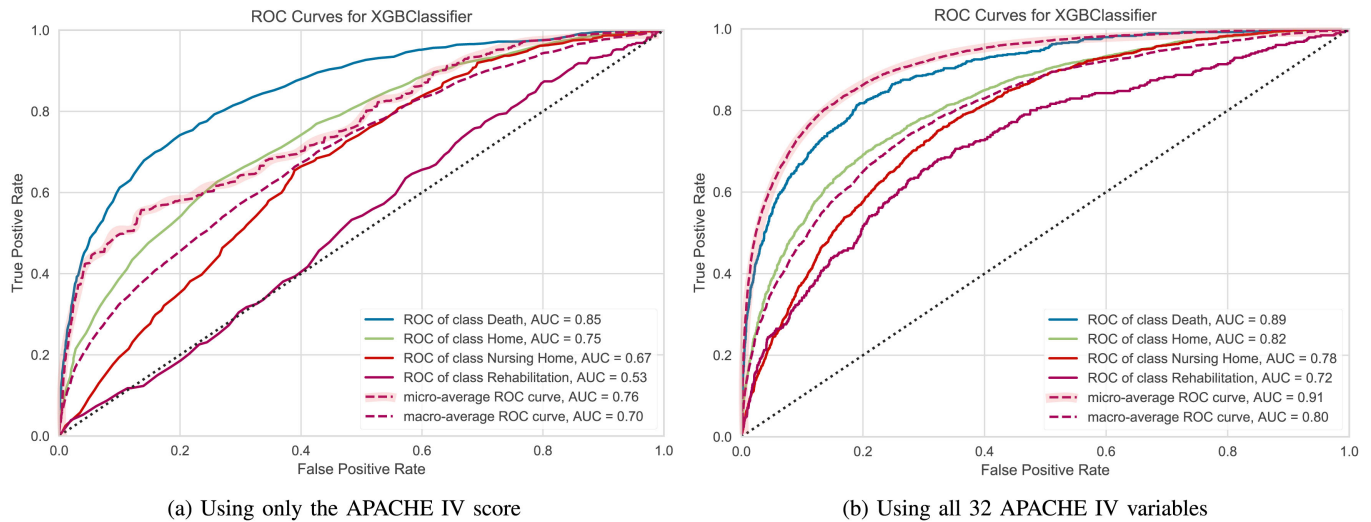 ROC Curves for XGBClassifier
1.0
0.8
0.6
0.4
0.2
0.0
True Postive Rate
ROC of class Death, AUC = 0.85
ROC of class Home, AUC = 0.75
ROC of class Nursing Home, AUC = 0.67
ROC of class Rehabilitation, AUC = 0.53
micro-average ROC curve, AUC = 0.76
macro-average ROC curve, AUC = 0.70
0.0 0.2 0.4 0.6 0.8 1.0
False Positive Rate
(a) Using only the APACHE IV score
ROC Curves for XGBClassifier
1.0
0.8
0.6
0.4
0.2
0.0
True Postive Rate
ROC of class Death, AUC = 0.89
ROC of class Home, AUC = 0.82
ROC of class Nursing Home, AUC = 0.78
ROC of class Rehabilitation, AUC = 0.72
micro-average ROC curve, AUC = 0.91
macro-average ROC curve, AUC = 0.80
0.0 0.2 0.4 0.6 0.8 1.0
False Positive Rate
(b) Using all 32 APACHE IV variables